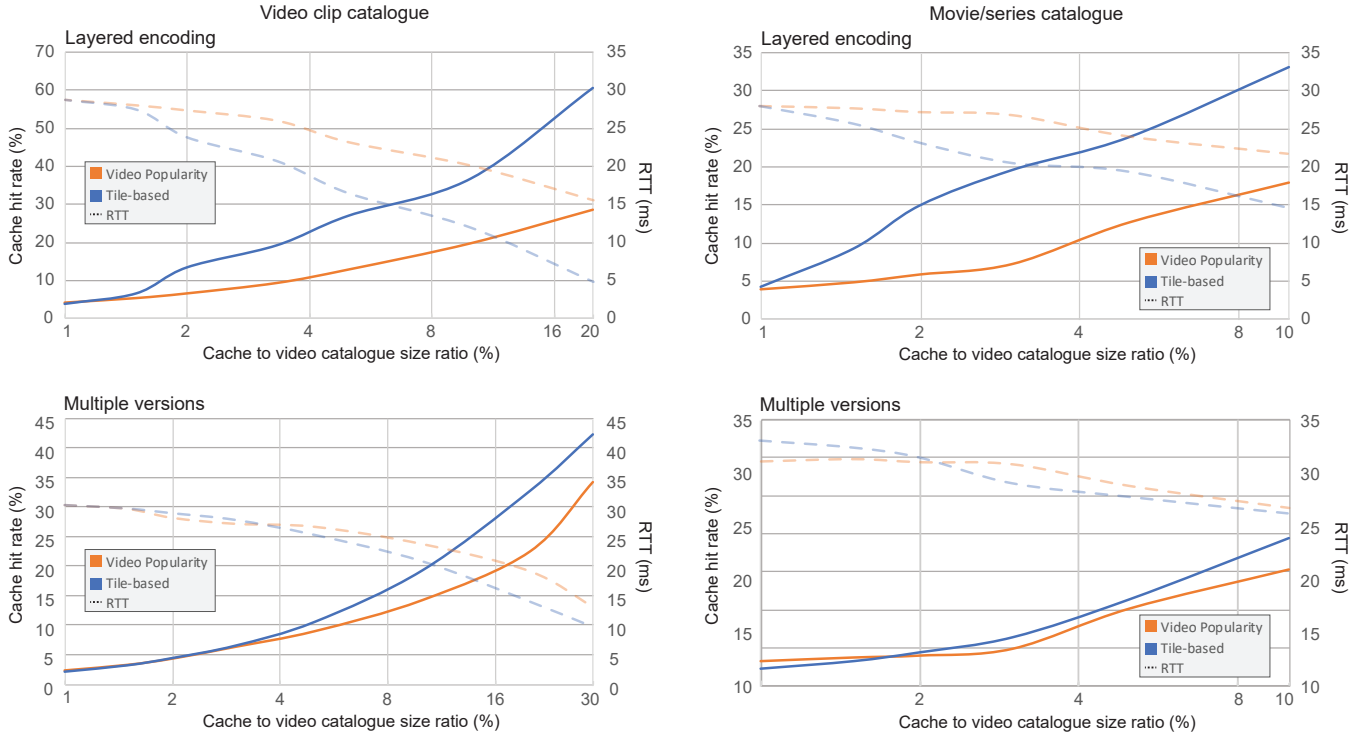 Video clip catalogue
Layered encoding
70
60
50
40
30
20
10
0
Cache hit rate (%)
35
30
25
20
15
10
5
0
RTT (ms)
Video Popularity
Tile-based
RTT
1 2 4 8 16 20
Cache to video catalogue size ratio (%)
Movie/series catalogue
Layered encoding
35
30
25
20
15
10
5
0
Cache hit rate (%)
35
30
25
20
15
10
5
0
RTT (ms)
Video Popularity
Tile-based
RTT
1 2 4 8 10
Cache to video catalogue size ratio (%)
Multiple versions
45
40
35
30
25
20
15
10
5
0
Cache hit rate (%)
45
40
35
30
25
20
15
10
5
0
RTT (ms)
Video Popularity
Tile-based
RTT
1 2 4 8 16 30
Cache to video catalogue size ratio (%)
Multiple versions
35
30
25
20
15
10
Cache hit rate (%)
35
30
25
20
15
10
RTT (ms)
Video Popularity
Tile-based
RTT
2 4 8 10
Cache to video catalogue size ratio (%)